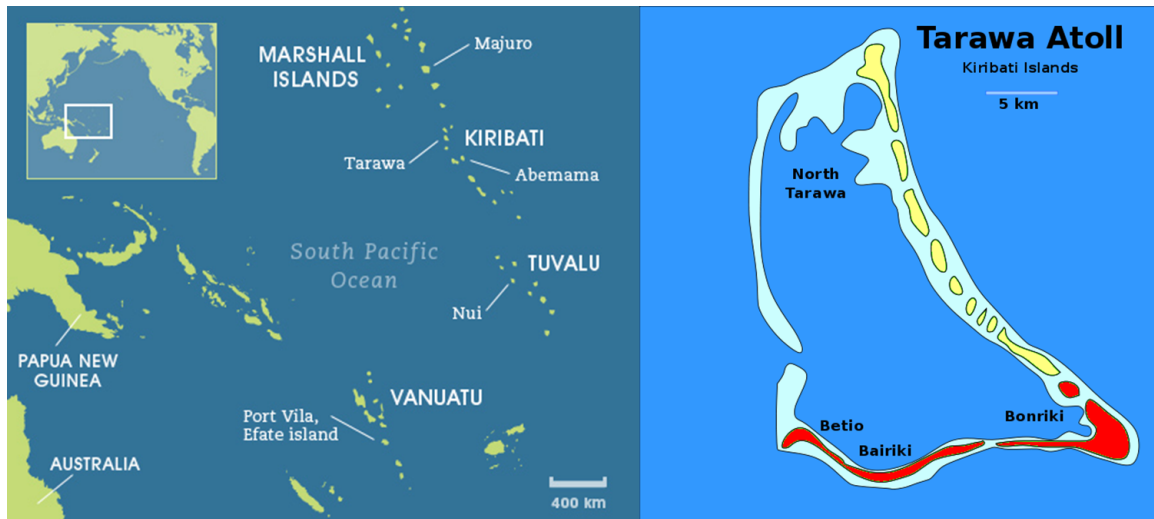 MARSHALL
ISLANDS
Majuro
KIRIBATI
Tarawa
Abemama
South Pacific
Ocean
TUVALU
Nui
PAPUA NEW
GUINEA
VANUATU
Port Vila,
Efate island
AUSTRALIA
400 km
Tarawa Atoll
Kiribati Islands
5 km
North
Tarawa
Betio
Bairiki
Bonriki